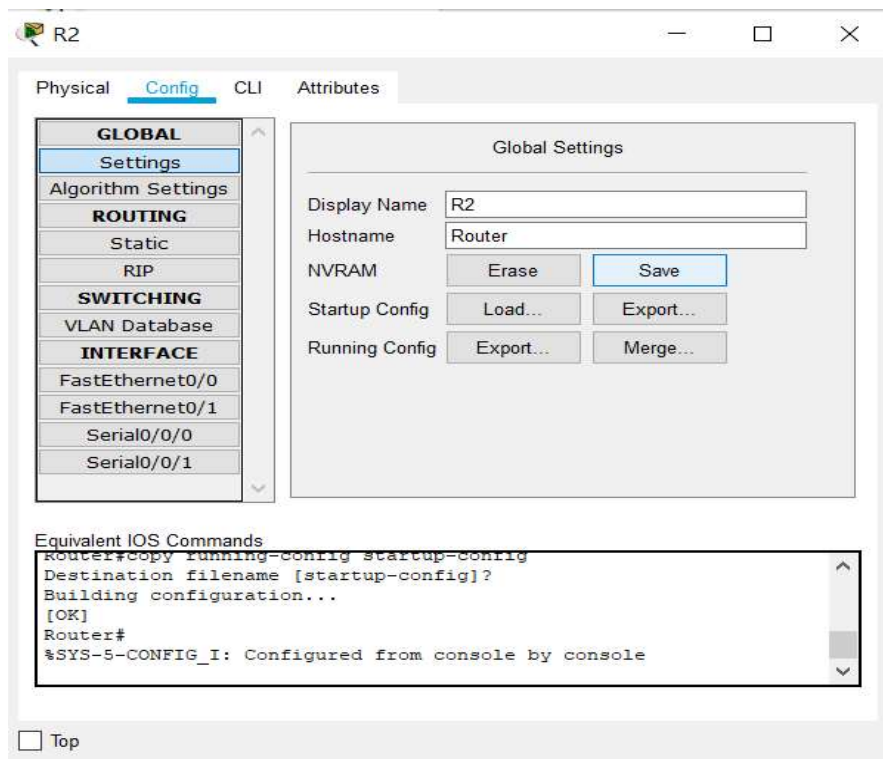 R2
Physical Config CLI Attributes
GLOBAL
Settings
Algorithm Settings
ROUTING
Static
RIP
SWITCHING
VLAN Database
INTERFACE
FastEthernet0/0
FastEthernet0/1
Serial0/0/0
Serial0/0/1
Global Settings
Display Name R2
Hostname Router
NVRAM Erase Save
Startup Config Load... Export...
Running Config Export... Merge...
Equivalent IOS Commands
Router#copy running-config startup-config
Destination filename [startup-config]?
Building configuration...
[OK]
Router#
%SYS-5-CONFIG_I: Configured from console by console
Top